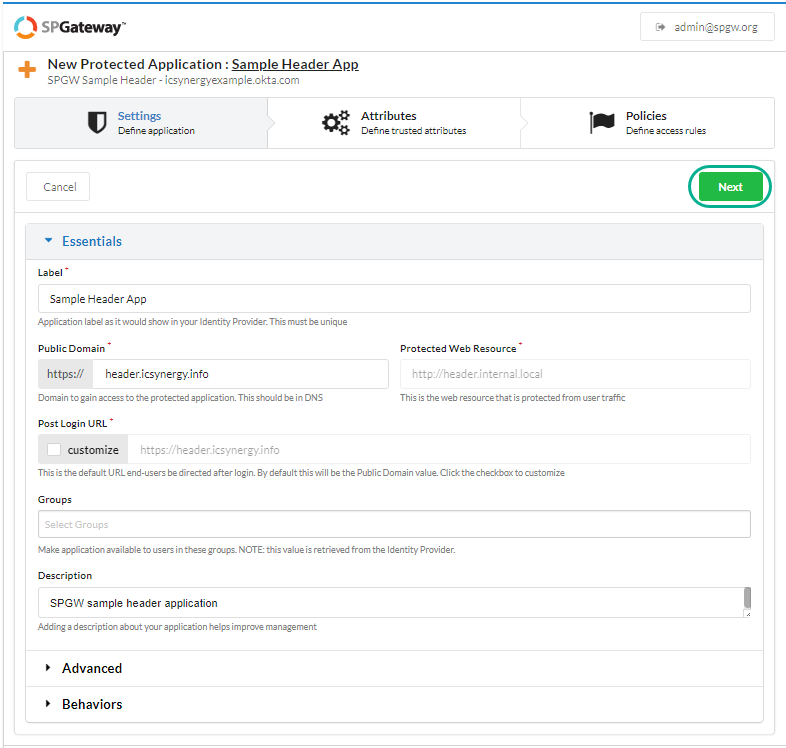 SPGateway™
admin@spgw.org
New Protected Application : Sample Header App
SPGW Sample Header - icsynergyexample.okta.com
Settings
Define application
Attributes
Define trusted attributes
Policies
Define access rules
Cancel
Next
Essentials
Label *
Sample Header App
Application label as it would show in your Identity Provider. This must be unique
Public Domain *
Protected Web Resource *
https:// header.icsynergy.info
http://header.internal.local
Domain to gain access to the protected application. This should be in DNS
This is the web resource that is protected from user traffic
Post Login URL *
customize https://header.icsynergy.info
This is the default URL end-users be directed after login. By default this will be the Public Domain value. Click the checkbox to customize
Groups
Select Groups
Make application available to users in these groups. NOTE: this value is retrieved from the Identity Provider.
Description
SPGW sample header application
Adding a description about your application helps improve management
Advanced
Behaviors